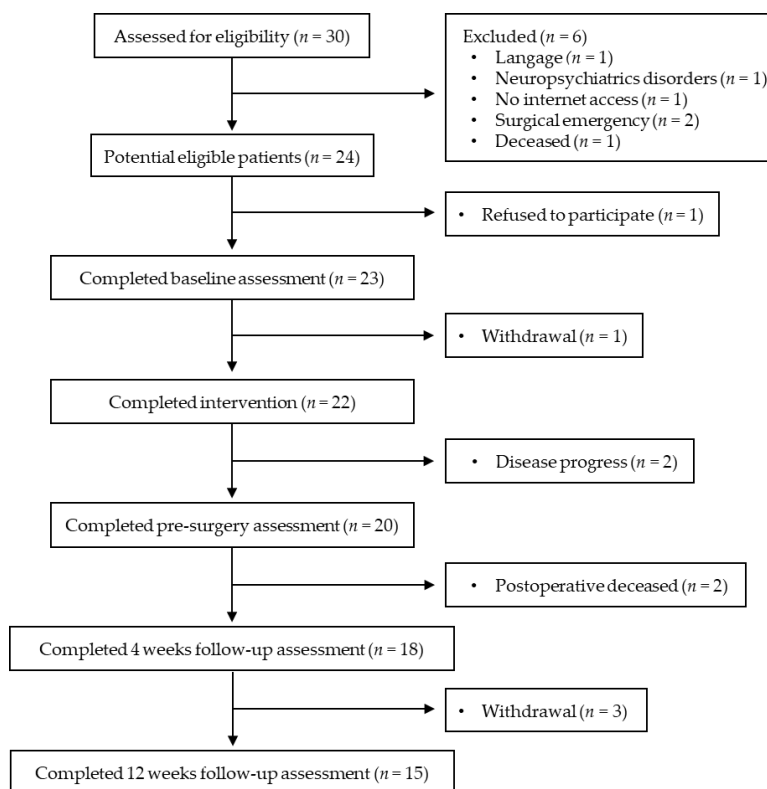 Assessed for eligibility (n = 30)
Excluded (n = 6)
• Langage (n = 1)
• Neuropsychiatrics disorders (n = 1)
• No internet access (n = 1)
• Surgical emergency (n = 2)
• Deceased (n = 1)
Potential eligible patients (n = 24)
• Refused to participate (n = 1)
Completed baseline assessment (n = 23)
• Withdrawal (n = 1)
Completed intervention (n = 22)
• Disease progress (n = 2)
Completed pre-surgery assessment (n = 20)
• Postoperative deceased (n = 2)
Completed 4 weeks follow-up assessment (n = 18)
• Withdrawal (n = 3)
Completed 12 weeks follow-up assessment (n = 15)